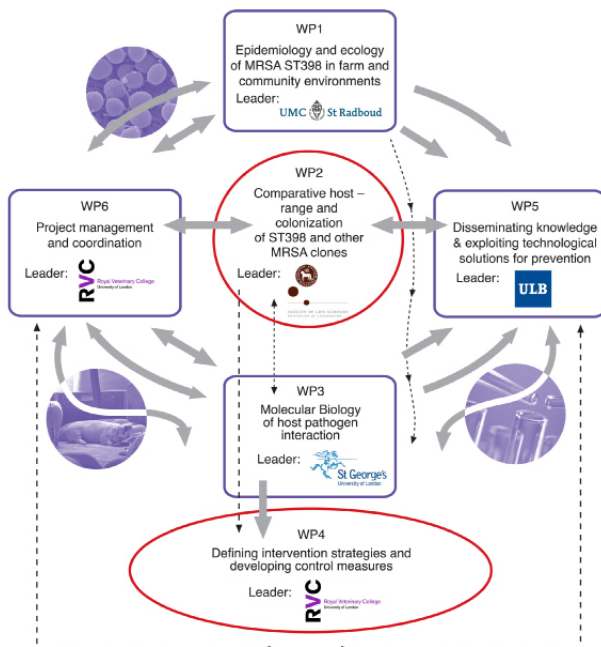 WP1
Epidemiology and ecology
of MRSA ST398 in farm and
community environments
Leader:
UMC St Radboud
WP2
Comparative host –
range and
colonization
of ST398 and other
MRSA clones
Leader:
WP6
Project management
and coordination
Leader:
RVC
Royal Veterinary College
University of London
WP5
Disseminating knowledge
& exploiting technological
solutions for prevention
Leader:
ULB
WP3
Molecular Biology
of host pathogen
interaction
Leader:
St George's
University of London
WP4
Defining intervention strategies and
developing control measures
Leader:
RVC
Royal Veterinary College
University of London